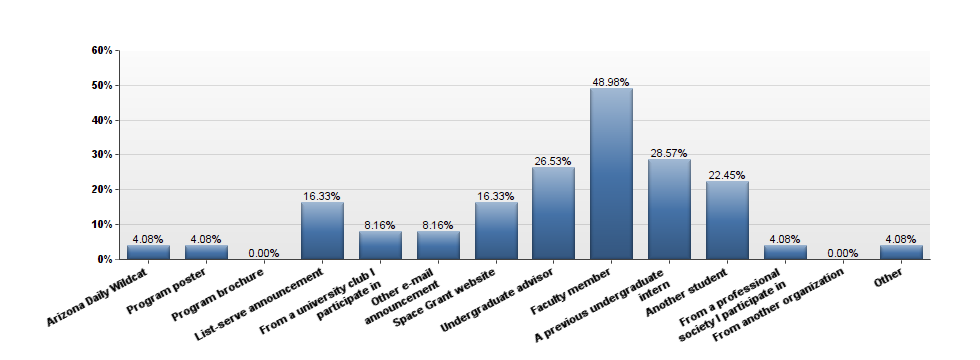 60%
50%
40%
30%
20%
10%
0%
4.08%
4.08%
0.00%
16.33%
8.16%
8.16%
16.33%
26.53%
48.98%
28.57%
22.45%
4.08%
0.00%
4.08%
Arizona Daily Wildcat
Program poster
Program brochure
List-serve announcement
From a university club I
participate in
Other e-mail
announcement
Space Grant website
Undergraduate advisor
Faculty member
A previous undergraduate
intern
Another student
From a professional
society I participate in
From another organization
Other